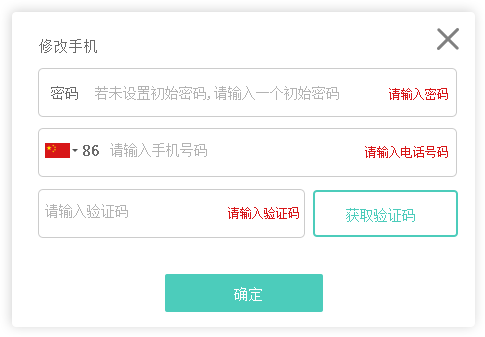 修改手机
密码 若未设置初始密码,请输入一个初始密码 请输入密码
86 请输入手机号码 请输入电话号码
请输入验证码 请输入验证码 获取验证码
确定